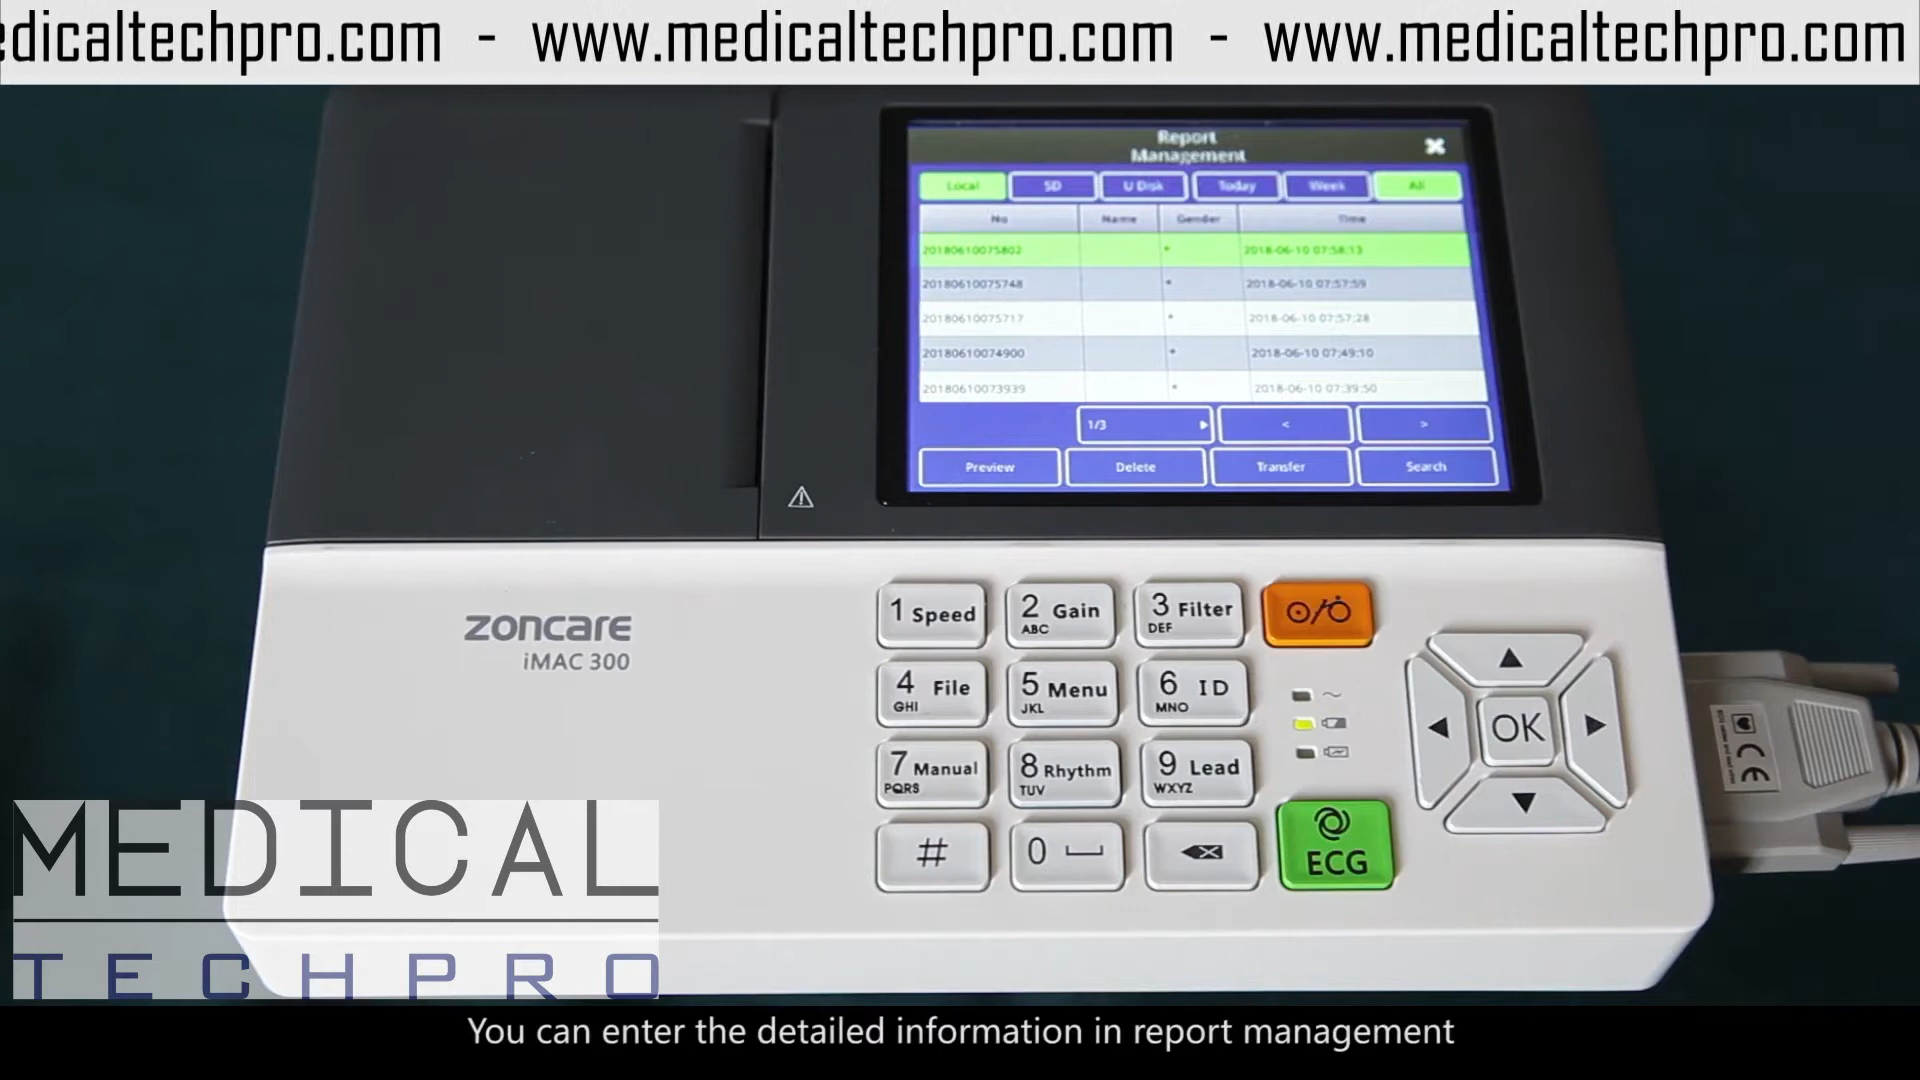 edicaltechpro.com - www.medicaltechpro.com - www.medicaltechpro.com
Report
Management
Local SD U Disk Today Week All
No Name Gender Time
20180610075802 * 2018-06-10 07:58:13
20180610075748 * 2018-06-10 07:57:59
20180610075717 * 2018-06-10 07:57:28
20180610074900 * 2018-06-10 07:49:10
20180610073939 * 2018-06-10 07:39:50
1/3 < >
Preview Delete Transfer Search
zoncare
iMAC 300
1 Speed 2 Gain ABC 3 Filter DEF
4 File GHI 5 Menu JKL 6 ID MNO
7 Manual PQRS 8 Rhythm TUV 9 Lead WXYZ
# 0
ECG
OK
CE
MEDICAL
TECHPRO
You can enter the detailed information in report management